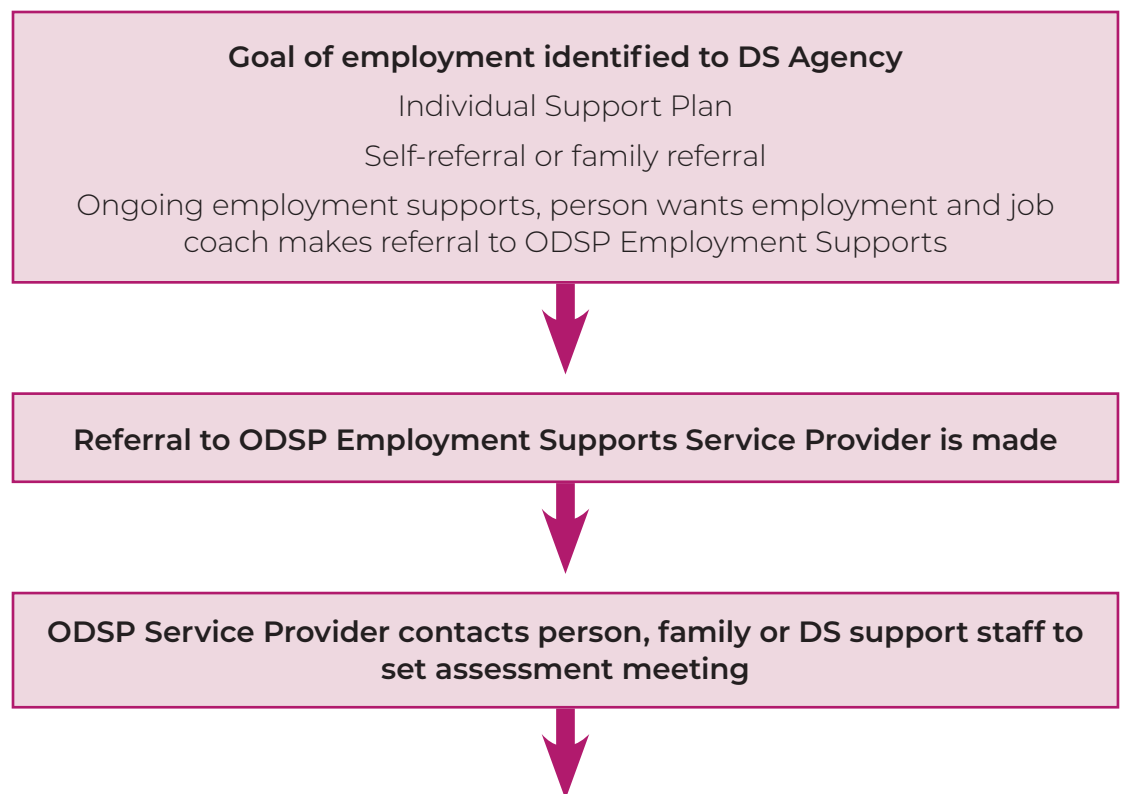 Goal of employment identified to DS Agency
Individual Support Plan
Self-referral or family referral
Ongoing employment supports, person wants employment and job
coach makes referral to ODSP Employment Supports
Referral to ODSP Employment Supports Service Provider is made
ODSP Service Provider contacts person, family or DS support staff to
set assessment meeting